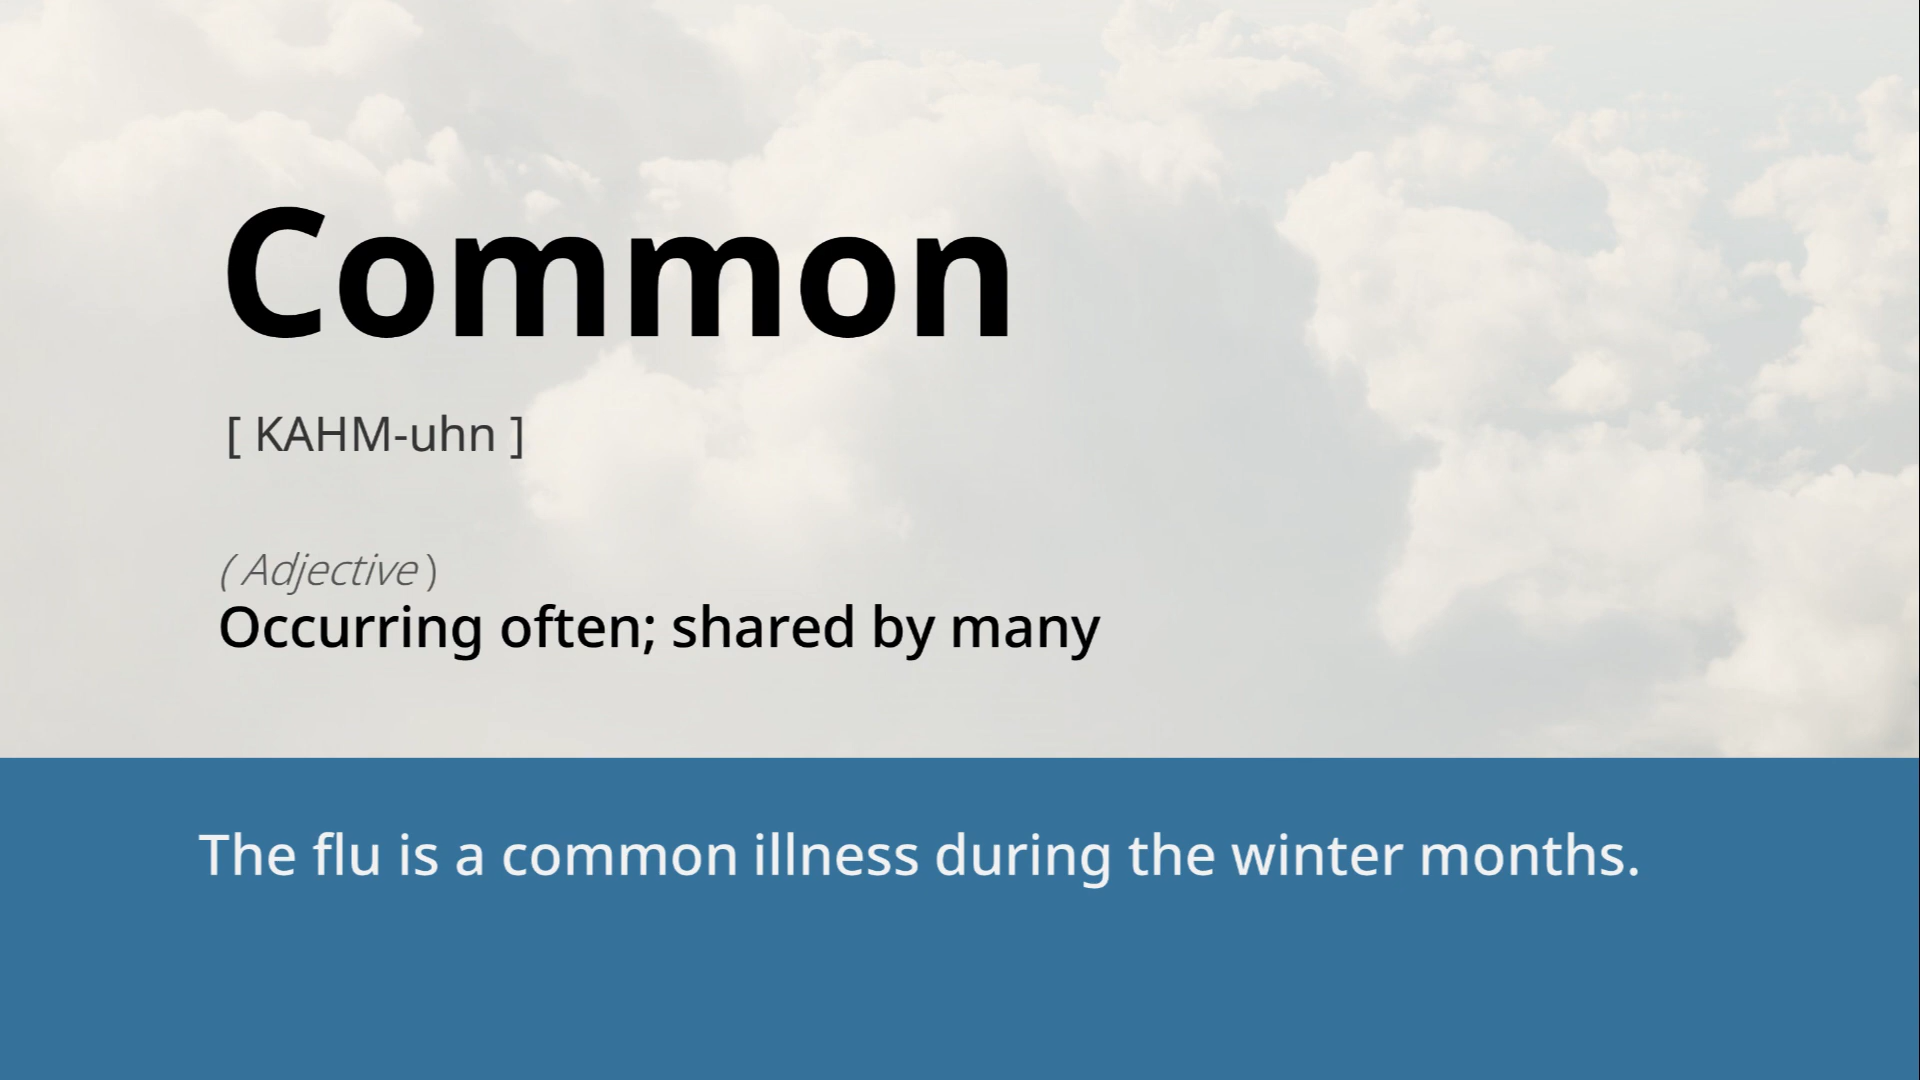 Common
[ KAHM-uhn ]
( Adjective )
Occurring often; shared by many
The flu is a common illness during the winter months.